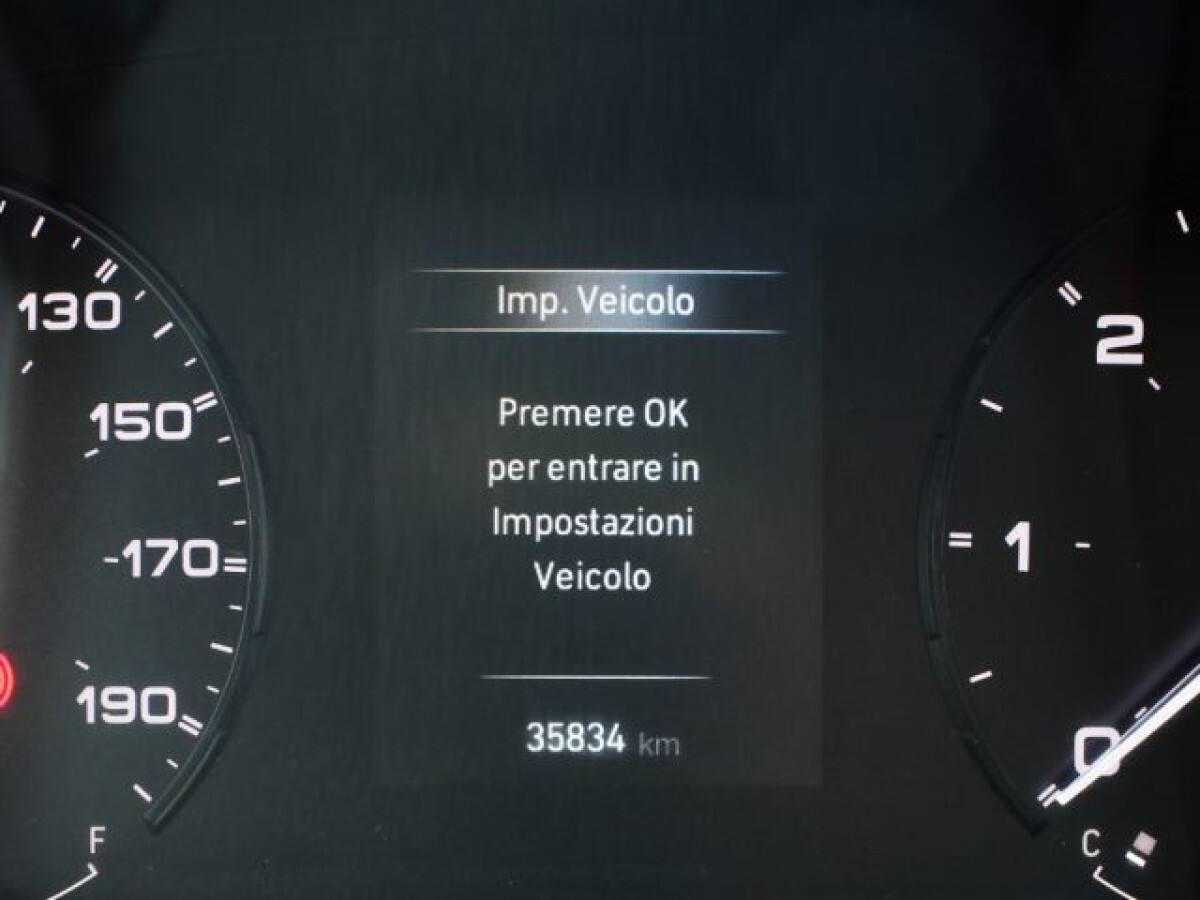 Imp. Veicolo
Premere OK
per entrare in
Impostazioni
Veicolo
35834 km
130
150
170
190
F
2
1
0
C